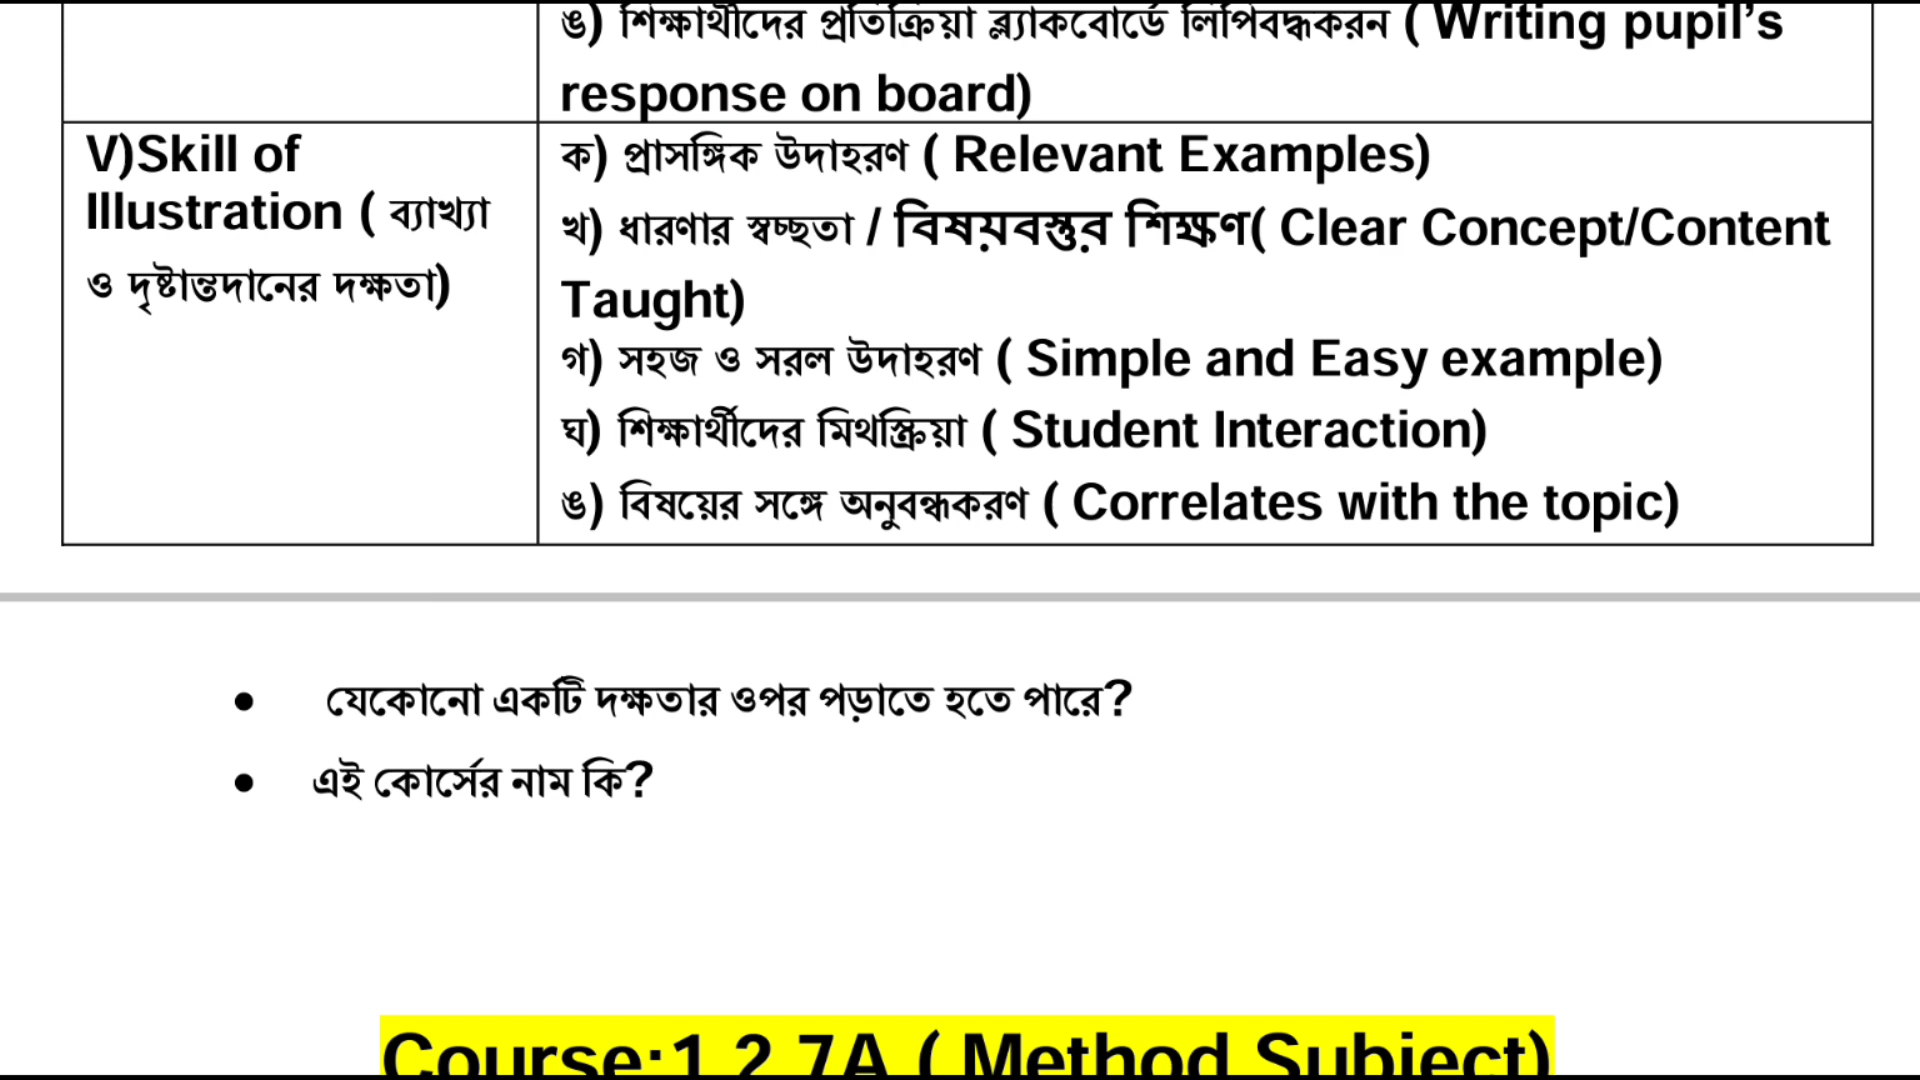 ঙ) শিক্ষার্থীদের প্রতিক্রিয়া ব্ল্যাকবোর্ডে লিপিবদ্ধকরন ( Writing pupil’s
response on board)
V)Skill of
Illustration ( ব্যাখ্যা
ও দৃষ্টান্তদানের দক্ষতা)
ক) প্রাসঙ্গিক উদাহরণ ( Relevant Examples)
খ) ধারণার স্বচ্ছতা / বিষয়বস্তুর শিক্ষণ( Clear Concept/Content
Taught)
গ) সহজ ও সরল উদাহরণ ( Simple and Easy example)
ঘ) শিক্ষার্থীদের মিথস্ক্রিয়া ( Student Interaction)
ঙ) বিষয়ের সঙ্গে অনুবন্ধকরণ ( Correlates with the topic)
• যেকোনো একটি দক্ষতার ওপর পড়াতে হতে পারে?
• এই কোর্সের নাম কি?
Course:1.2.7A ( Method Subject)